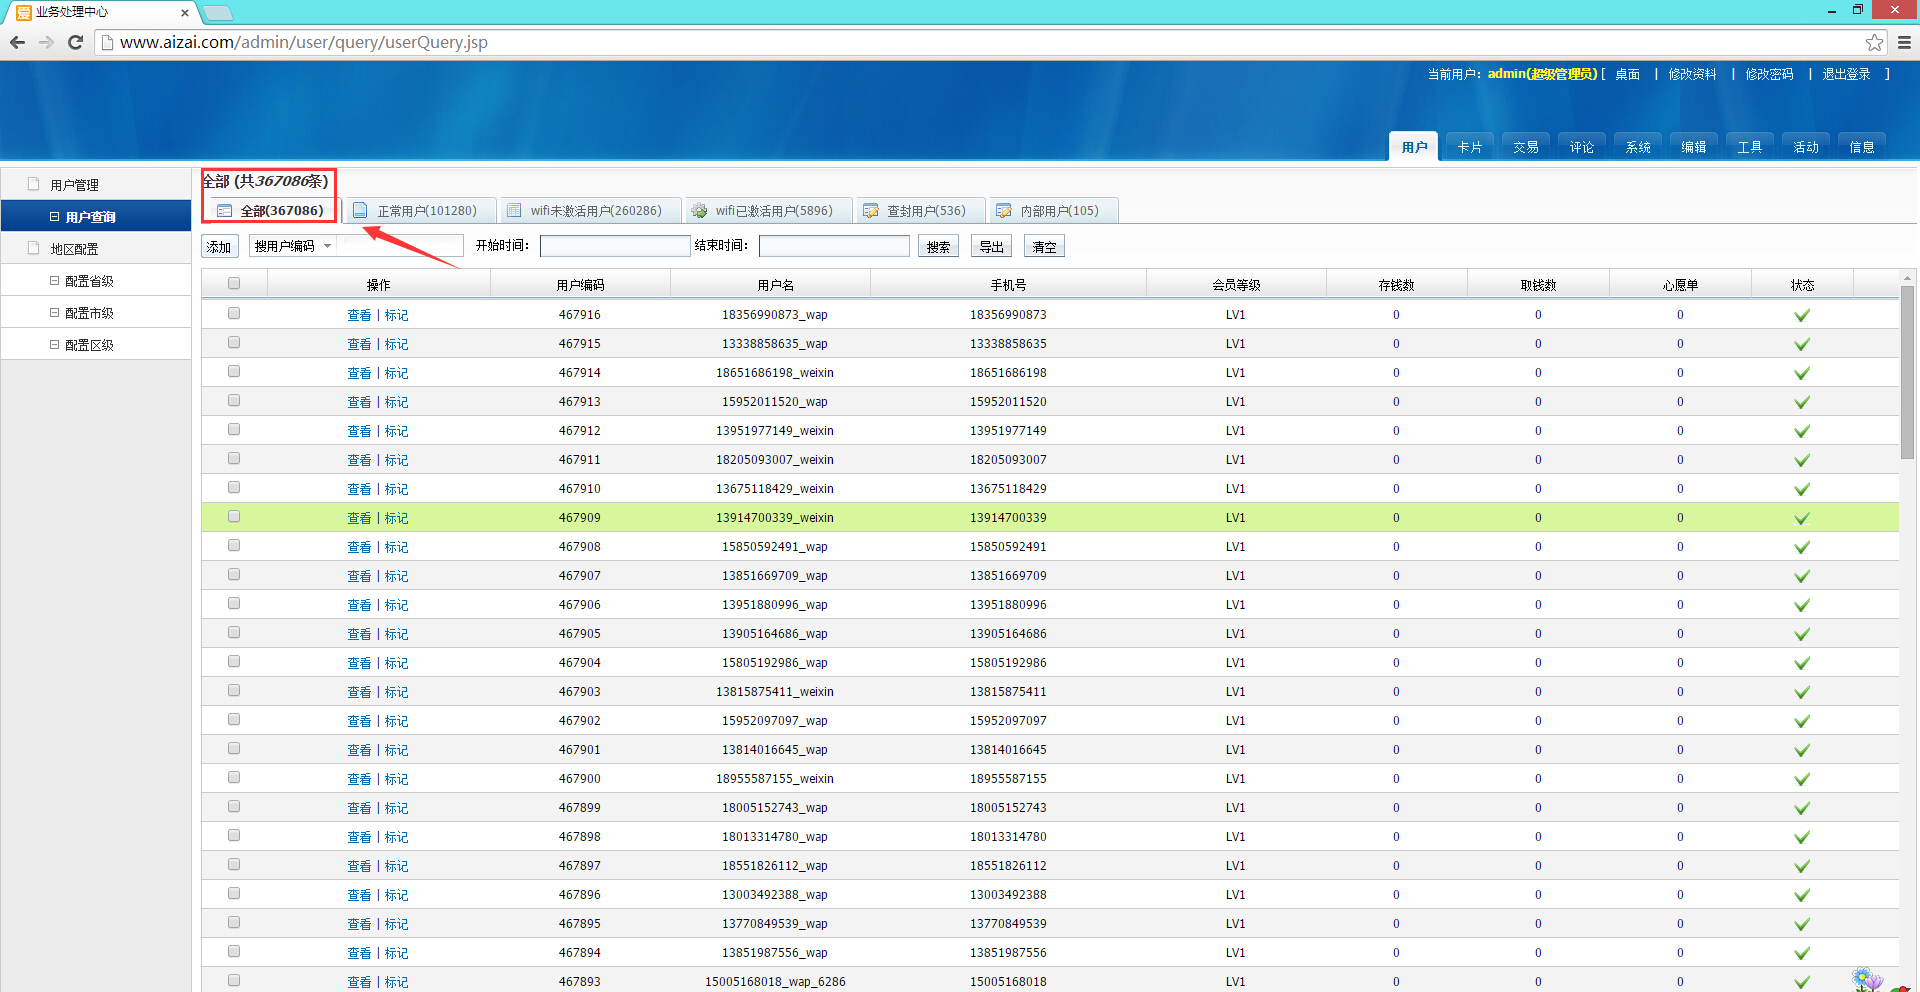 业务处理中心
www.aizai.com/admin/user/query/userQuery.jsp
当前用户: admin(超级管理员) [ 桌面 | 修改资料 | 修改密码 | 退出登录 ]
用户 卡片 交易 评论 系统 编辑 工具 活动 信息
用户管理
用户查询
地区配置
配置省级
配置市级
配置区级
全部 (共367086条)
全部(367086) 正常用户(101280) wifi未激活用户(260286) wifi已激活用户(5896) 查封用户(536) 内部用户(105)
添加 搜用户编码 开始时间: 结束时间: 搜索 导出 清空
操作 用户编码 用户名 手机号 会员等级 存钱数 取钱数 心愿单 状态
查看 | 标记 467916 18356990873_wap 18356990873 LV1 0 0 0
查看 | 标记 467915 13338858635_wap 13338858635 LV1 0 0 0
查看 | 标记 467914 18651686198_weixin 18651686198 LV1 0 0 0
查看 | 标记 467913 15952011520_wap 15952011520 LV1 0 0 0
查看 | 标记 467912 13951977149_weixin 13951977149 LV1 0 0 0
查看 | 标记 467911 18205093007_weixin 18205093007 LV1 0 0 0
查看 | 标记 467910 13675118429_weixin 13675118429 LV1 0 0 0
查看 | 标记 467909 13914700339_weixin 13914700339 LV1 0 0 0
查看 | 标记 467908 15850592491_wap 15850592491 LV1 0 0 0
查看 | 标记 467907 13851669709_wap 13851669709 LV1 0 0 0
查看 | 标记 467906 13951880996_wap 13951880996 LV1 0 0 0
查看 | 标记 467905 13905164686_wap 13905164686 LV1 0 0 0
查看 | 标记 467904 15805192986_wap 15805192986 LV1 0 0 0
查看 | 标记 467903 13815875411_weixin 13815875411 LV1 0 0 0
查看 | 标记 467902 15952097097_wap 15952097097 LV1 0 0 0
查看 | 标记 467901 13814016645_wap 13814016645 LV1 0 0 0
查看 | 标记 467900 18955587155_weixin 18955587155 LV1 0 0 0
查看 | 标记 467899 18005152743_wap 18005152743 LV1 0 0 0
查看 | 标记 467898 18013314780_wap 18013314780 LV1 0 0 0
查看 | 标记 467897 18551826112_wap 18551826112 LV1 0 0 0
查看 | 标记 467896 13003492388_wap 13003492388 LV1 0 0 0
查看 | 标记 467895 13770849539_wap 13770849539 LV1 0 0 0
查看 | 标记 467894 13851987556_wap 13851987556 LV1 0 0 0
查看 | 标记 467893 15005168018_wap_6286 15005168018 LV1 0 0 0